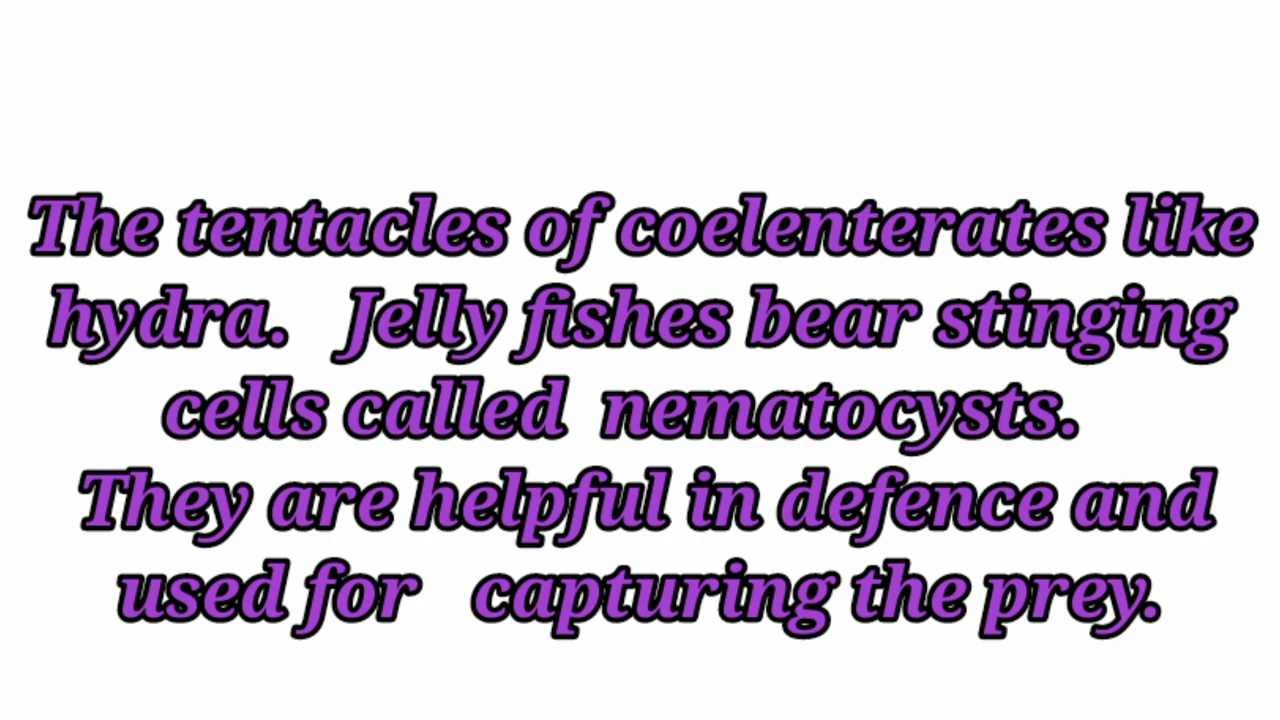 The tentacles of coelenterates like
hydra. Jelly fishes bear stinging
cells called nematocysts.
They are helpful in defence and
used for capturing the prey.